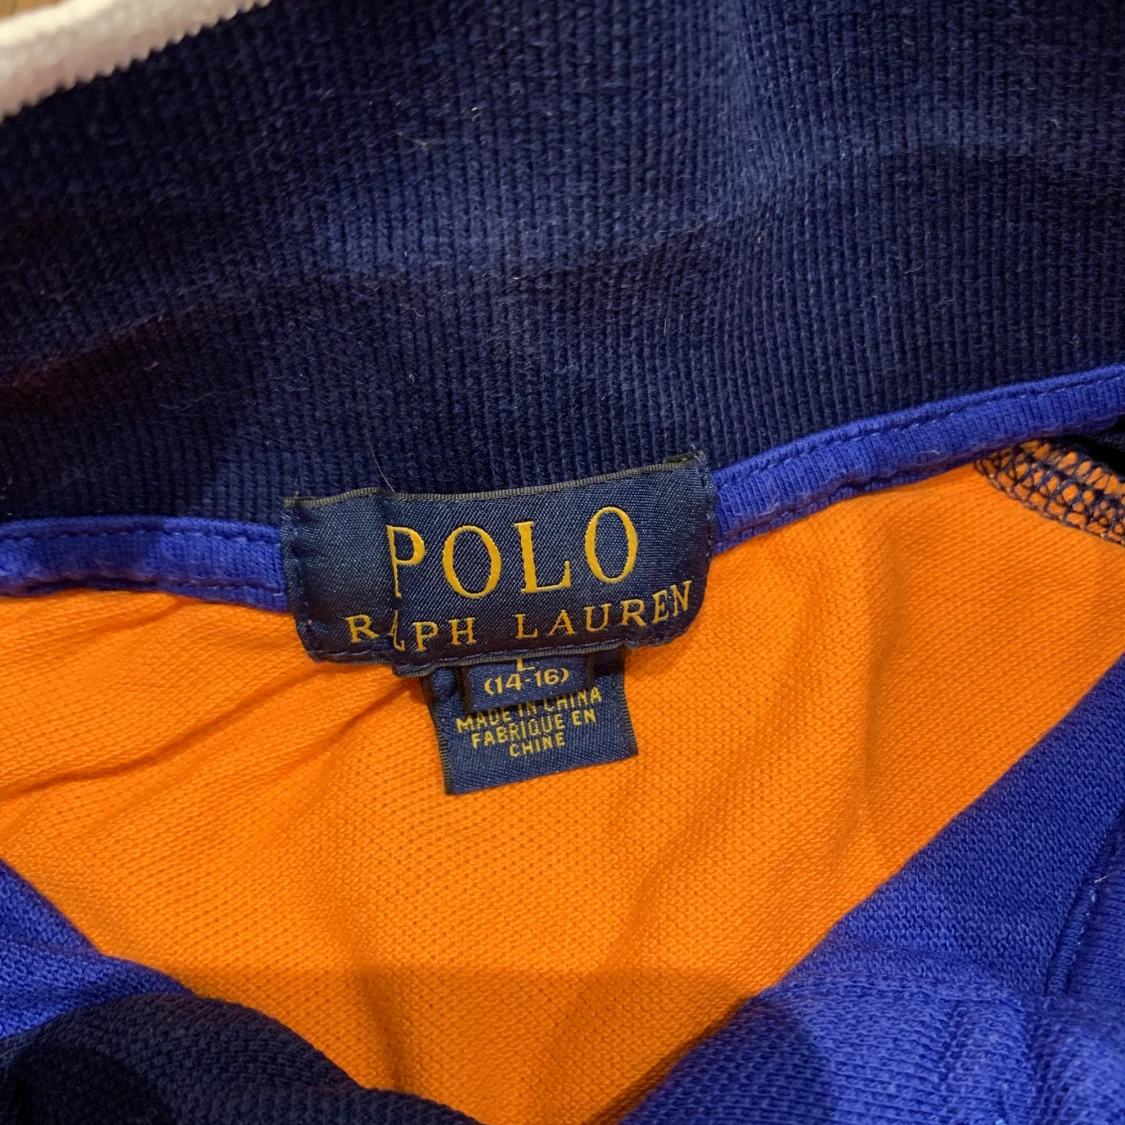 POLO
RALPH LAUREN
L
(14-16)
MADE IN CHINA
FABRIQUE EN
CHINE